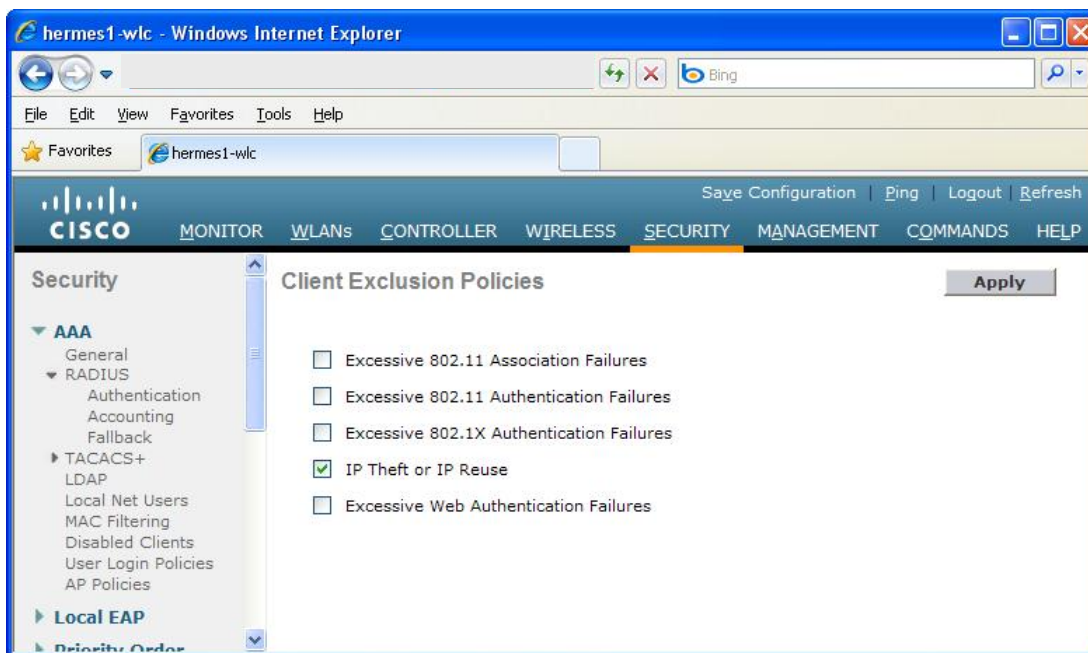 hermes1-wlc - Windows Internet Explorer
Bing
File Edit View Favorites Tools Help
Favorites hermes1-wlc
Save Configuration | Ping | Logout | Refresh
CISCO MONITOR WLANs CONTROLLER WIRELESS SECURITY MANAGEMENT COMMANDS HELP
Security
AAA
General
RADIUS
Authentication
Accounting
Fallback
TACACS+
LDAP
Local Net Users
MAC Filtering
Disabled Clients
User Login Policies
AP Policies
Local EAP
Priority Order
Client Exclusion Policies
Apply
Excessive 802.11 Association Failures
Excessive 802.11 Authentication Failures
Excessive 802.1X Authentication Failures
IP Theft or IP Reuse
Excessive Web Authentication Failures